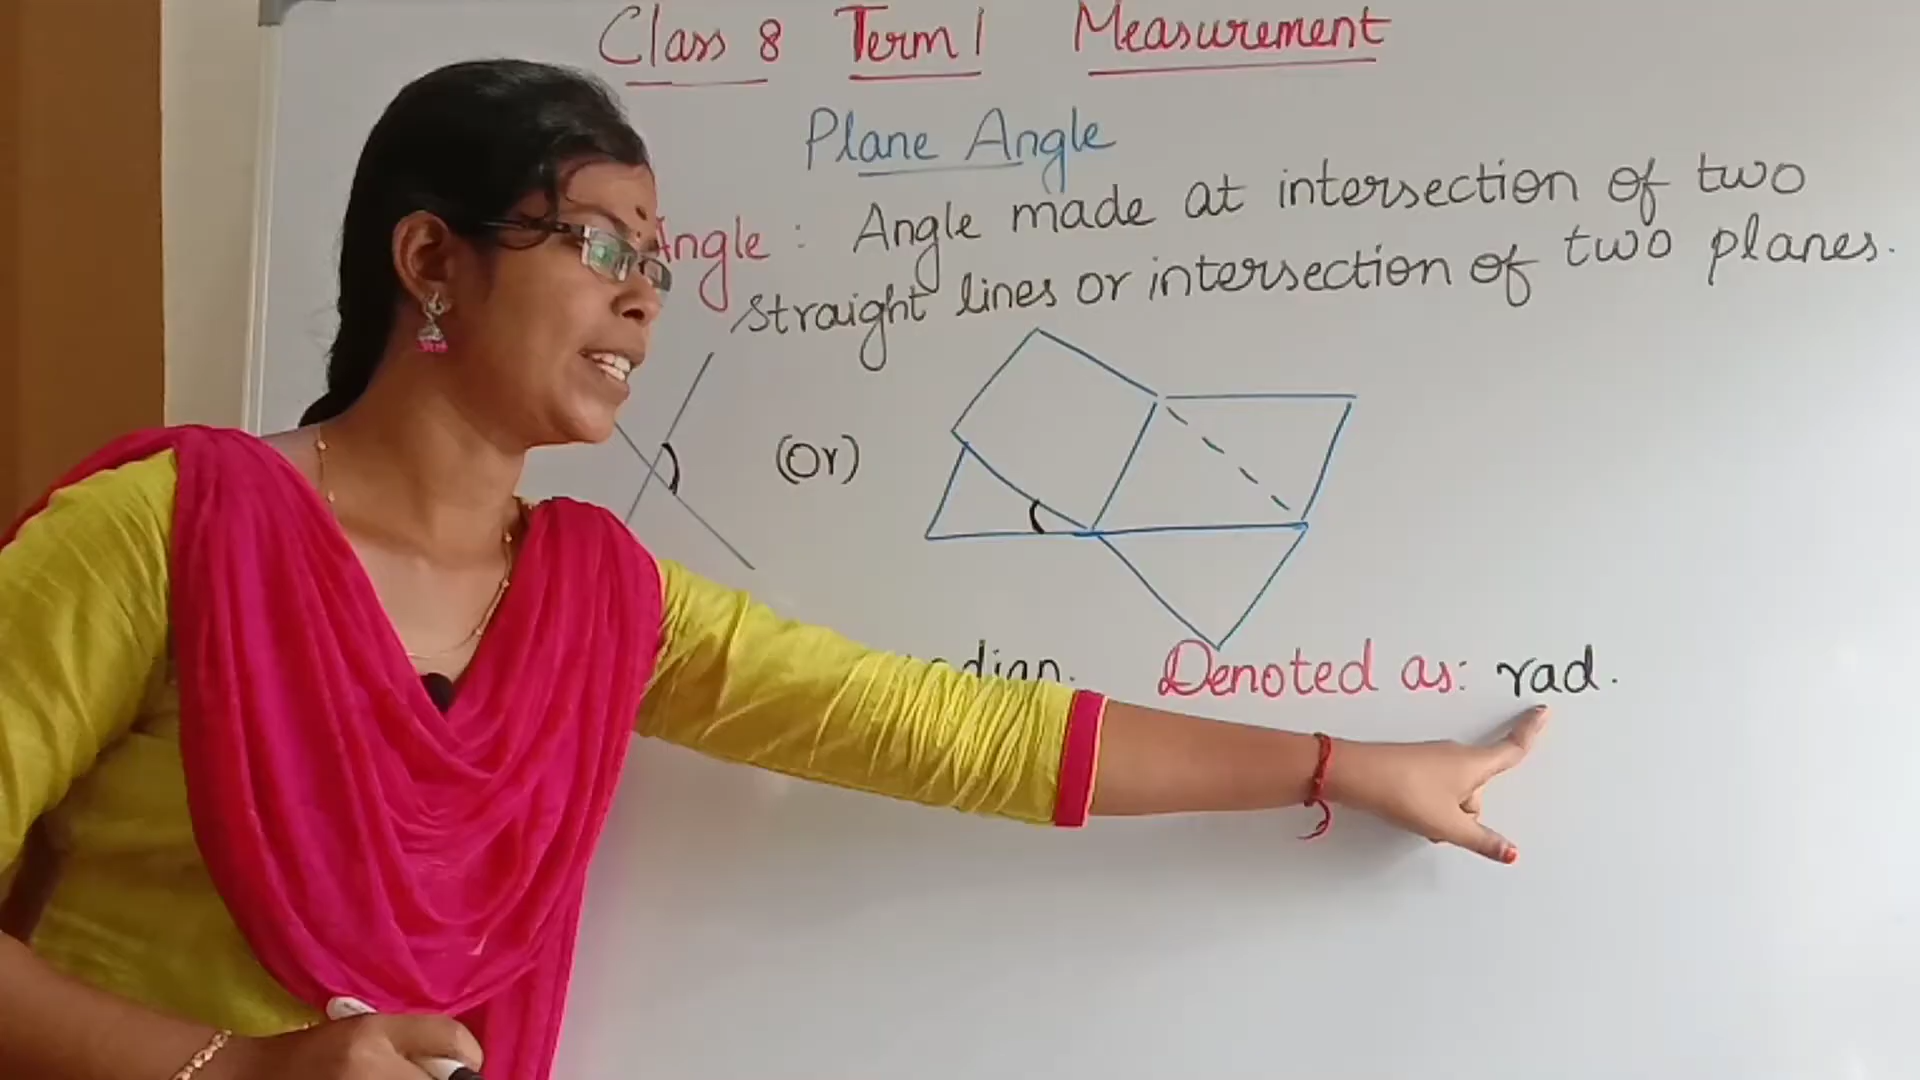 Class 8 Term 1 Measurement
Plane Angle
Angle : Angle made at intersection of two
straight lines or intersection of two planes.
(Or)
Denoted as: rad.